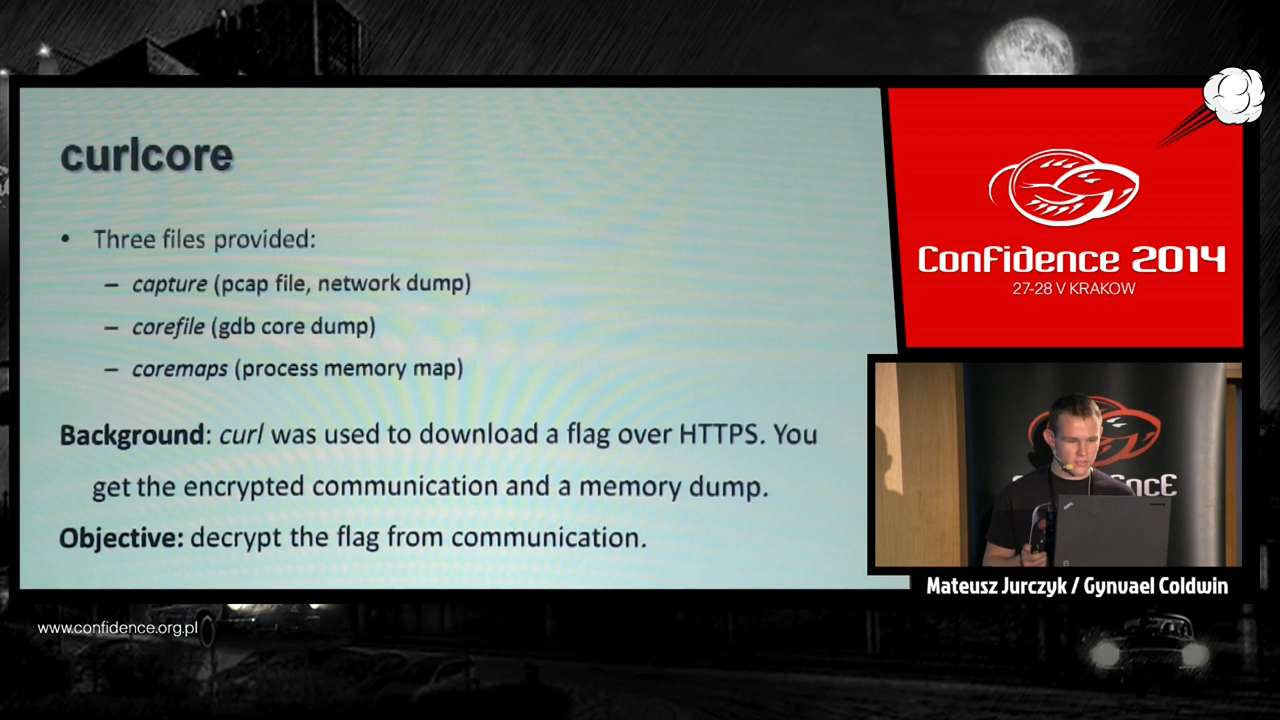 curlcore
• Three files provided:
– capture (pcap file, network dump)
– corefile (gdb core dump)
– coremaps (process memory map)
Background: curl was used to download a flag over HTTPS. You
get the encrypted communication and a memory dump.
Objective: decrypt the flag from communication.
Confidence 2014
27-28 V KRAKOW
Mateusz Jurczyk / Gynvael Coldwin
www.confidence.org.pl